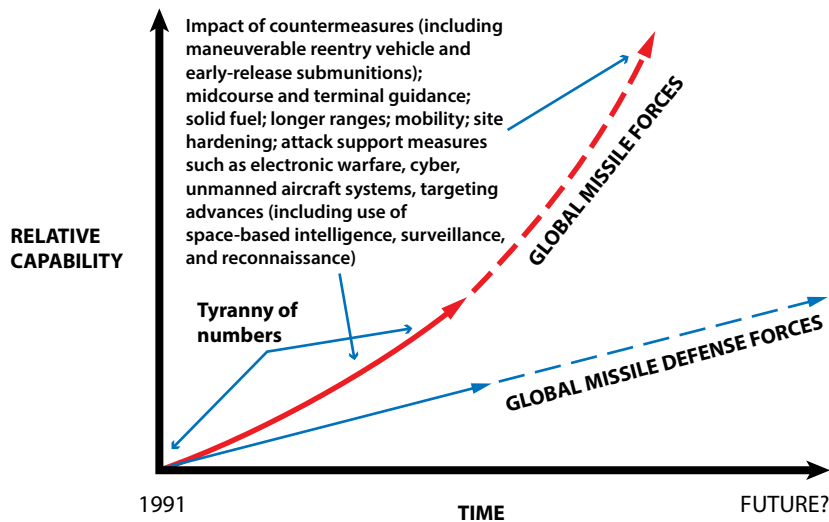 Impact of countermeasures (including
maneuverable reentry vehicle and
early-release submunitions);
midcourse and terminal guidance;
solid fuel; longer ranges; mobility; site
hardening; attack support measures
such as electronic warfare, cyber,
unmanned aircraft systems, targeting
advances (including use of
space-based intelligence, surveillance,
and reconnaissance)
GLOBAL MISSILE FORCES
RELATIVE
CAPABILITY
Tyranny of
numbers
GLOBAL MISSILE DEFENSE FORCES
1991
TIME
FUTURE?